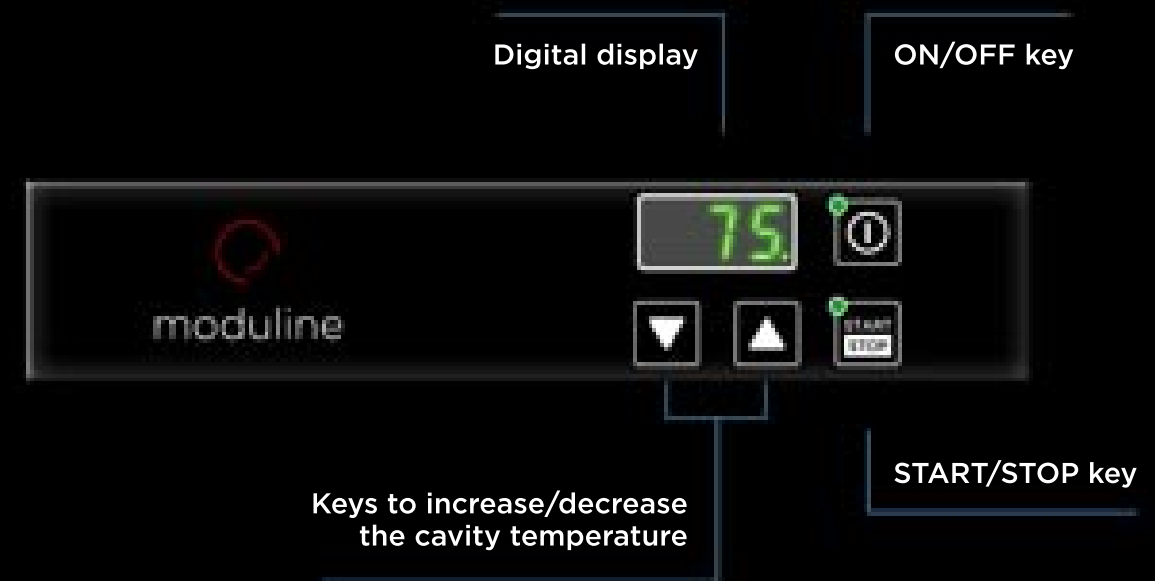 Digital display
ON/OFF key
75.
moduline
START
STOP
START/STOP key
Keys to increase/decrease
the cavity temperature